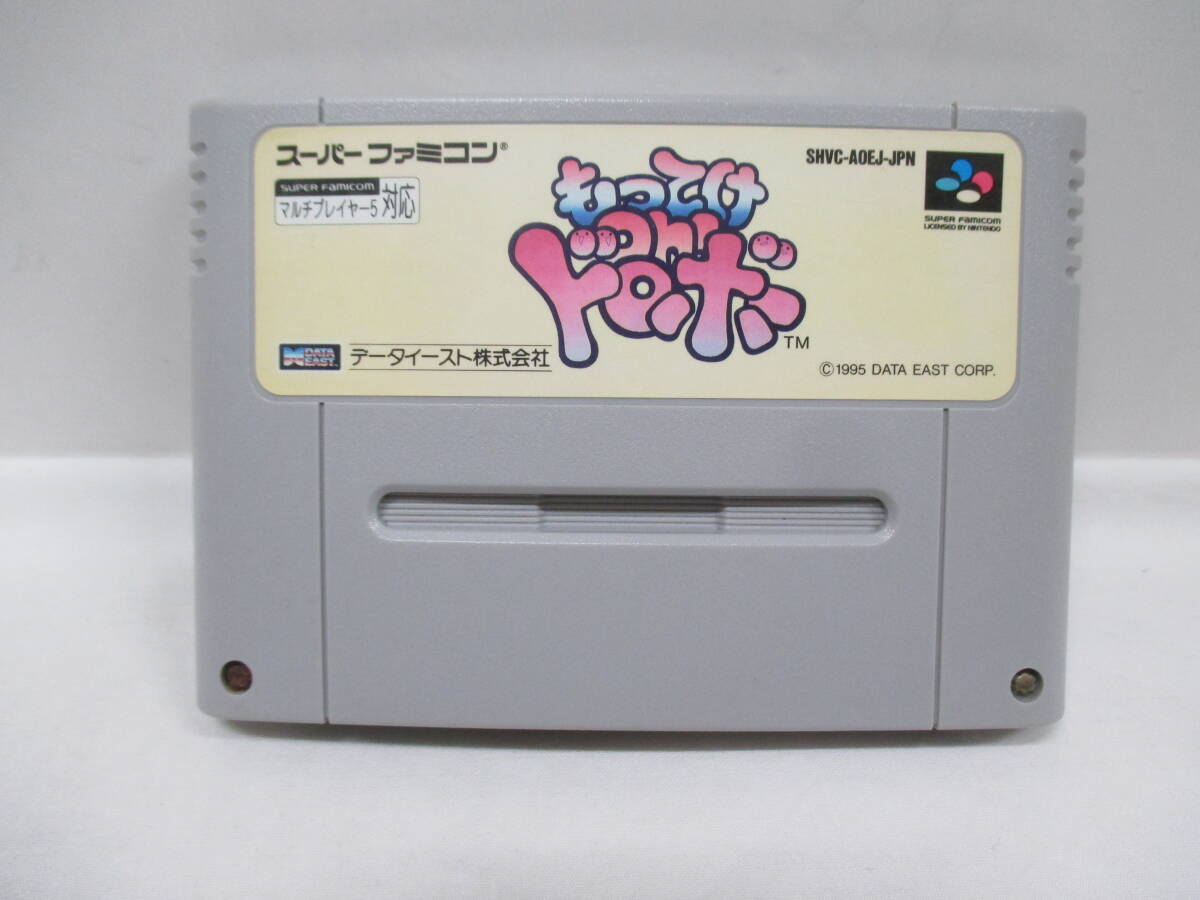 スーパーファミコン®
SUPER FAMICOM
マルチプレイヤー5 対応
もってけ
Oh!
ドロボー
TM
SHVC-AOEJ-JPN
SUPER FAMICOM
LICENSED BY NINTENDO
DATA
EAST
データイースト株式会社
©1995 DATA EAST CORP.